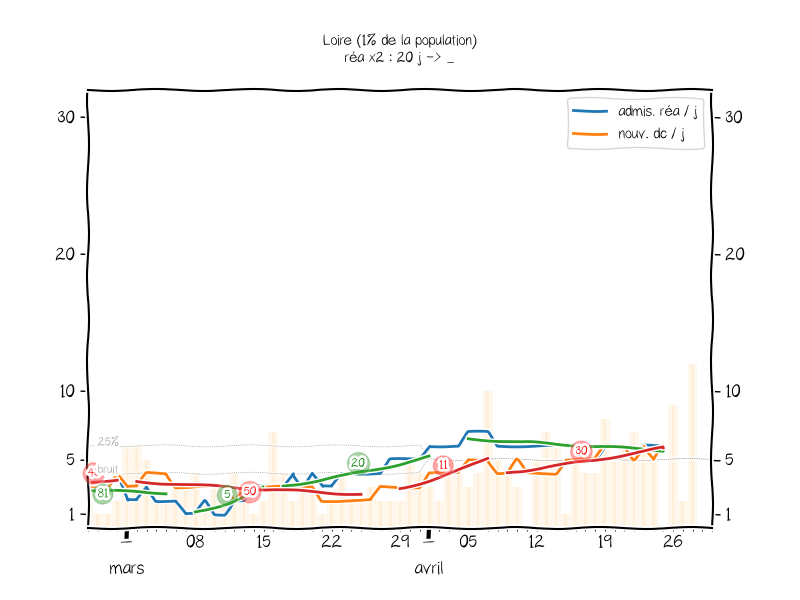 Loire (1% de la population)
réa x2 : 20 j -> _
admis. réa / j
nouv. dc / j
30 30
20 20
10 10
25%
5 5
bruit
81 5 50 20 11 30
1 1
08 15 22 29 05 12 19 26
mars avril